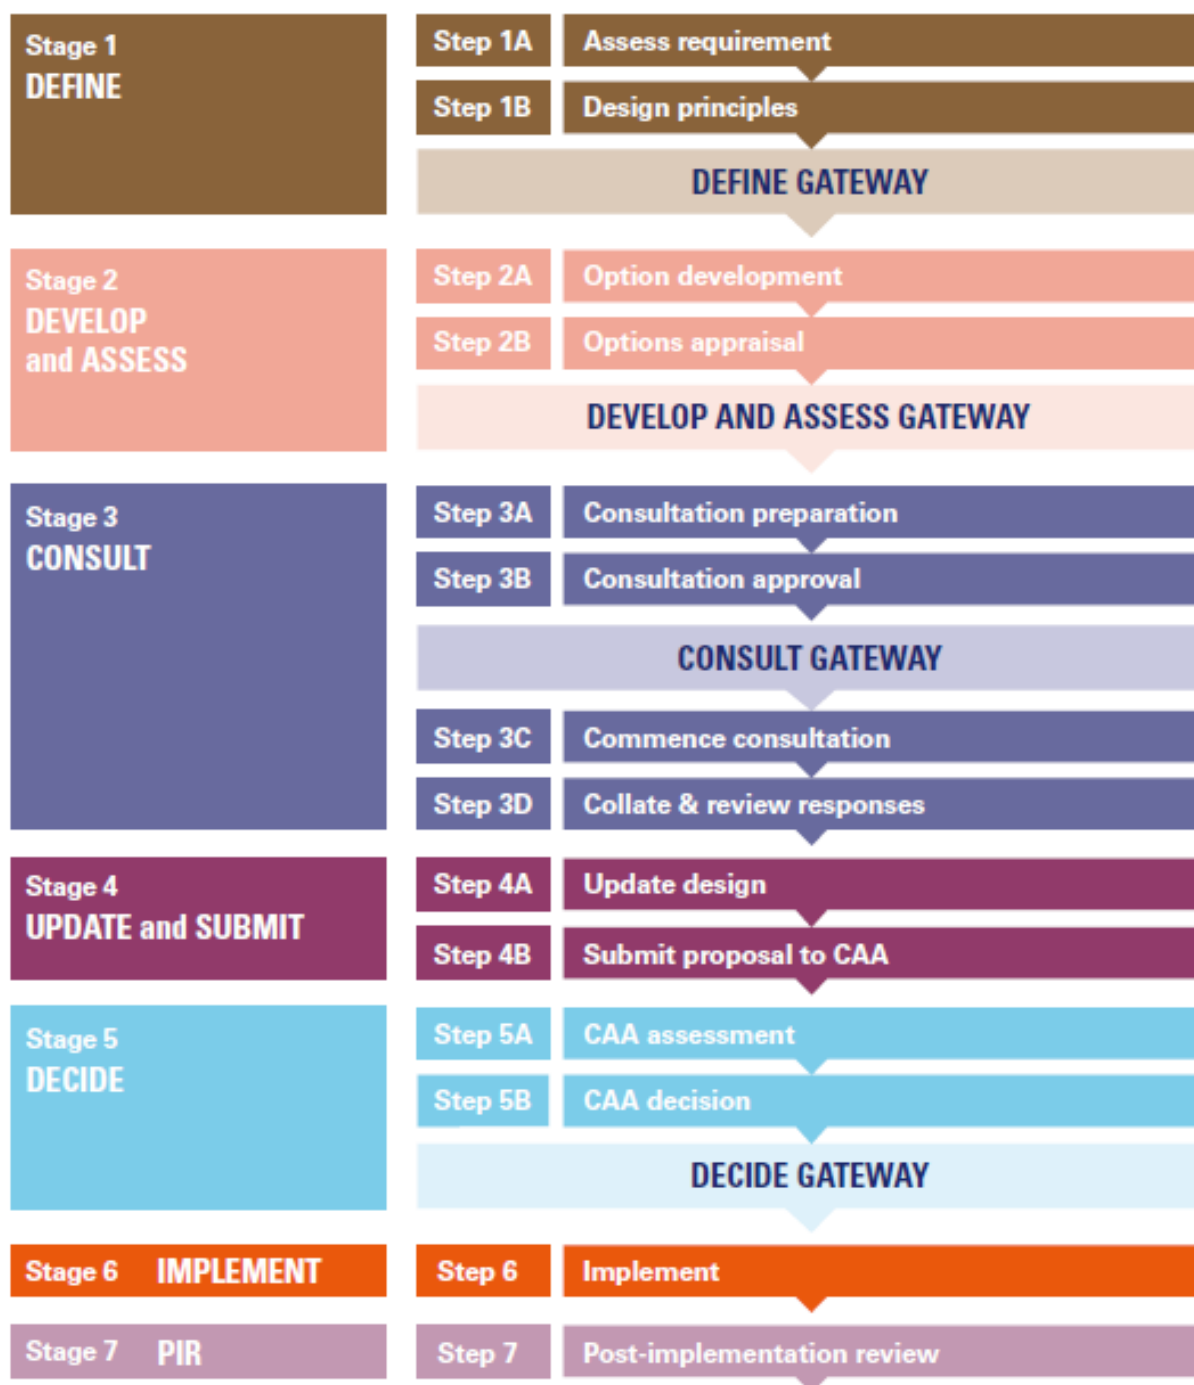 Stage 1
DEFINE
Step 1A Assess requirement
Step 1B Design principles
DEFINE GATEWAY
Stage 2
DEVELOP
and ASSESS
Step 2A Option development
Step 2B Options appraisal
DEVELOP AND ASSESS GATEWAY
Stage 3
CONSULT
Step 3A Consultation preparation
Step 3B Consultation approval
CONSULT GATEWAY
Step 3C Commence consultation
Step 3D Collate & review responses
Stage 4
UPDATE and SUBMIT
Step 4A Update design
Step 4B Submit proposal to CAA
Stage 5
DECIDE
Step 5A CAA assessment
Step 5B CAA decision
DECIDE GATEWAY
Stage 6 IMPLEMENT
Step 6 Implement
Stage 7 PIR
Step 7 Post-implementation review